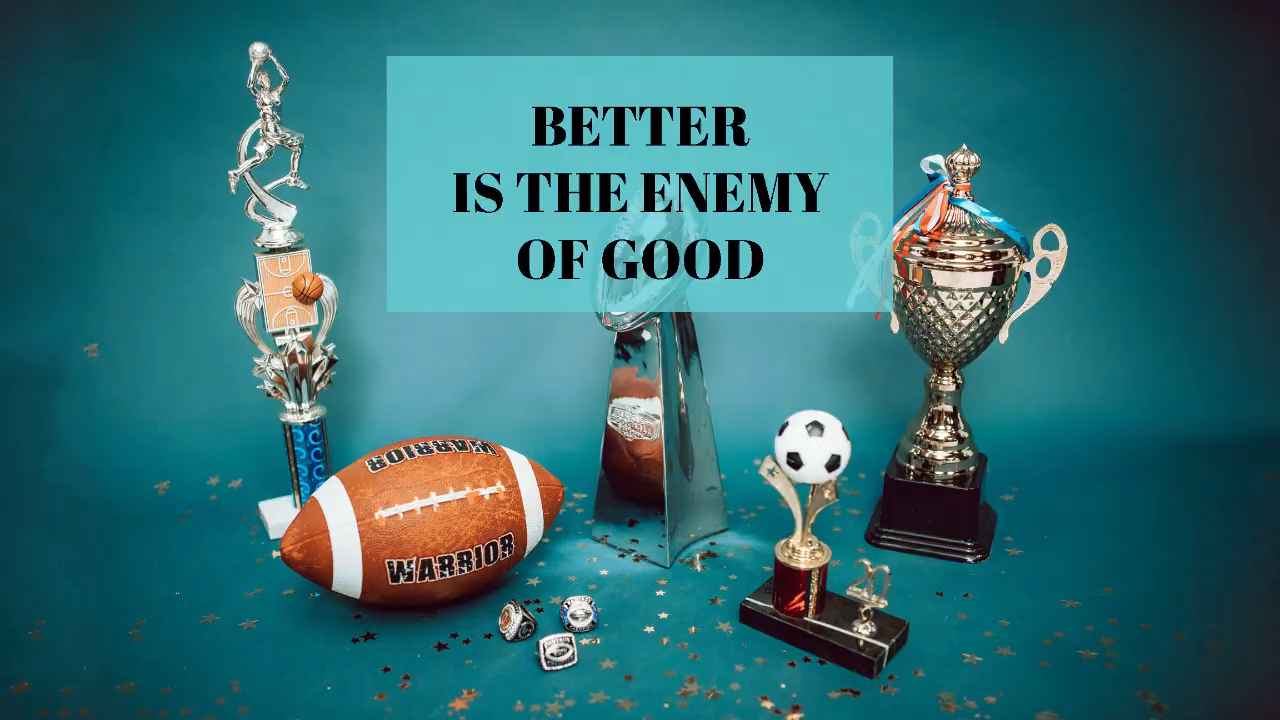 BETTER
IS THE ENEMY
OF GOOD
WARRIOR
WARRIOR